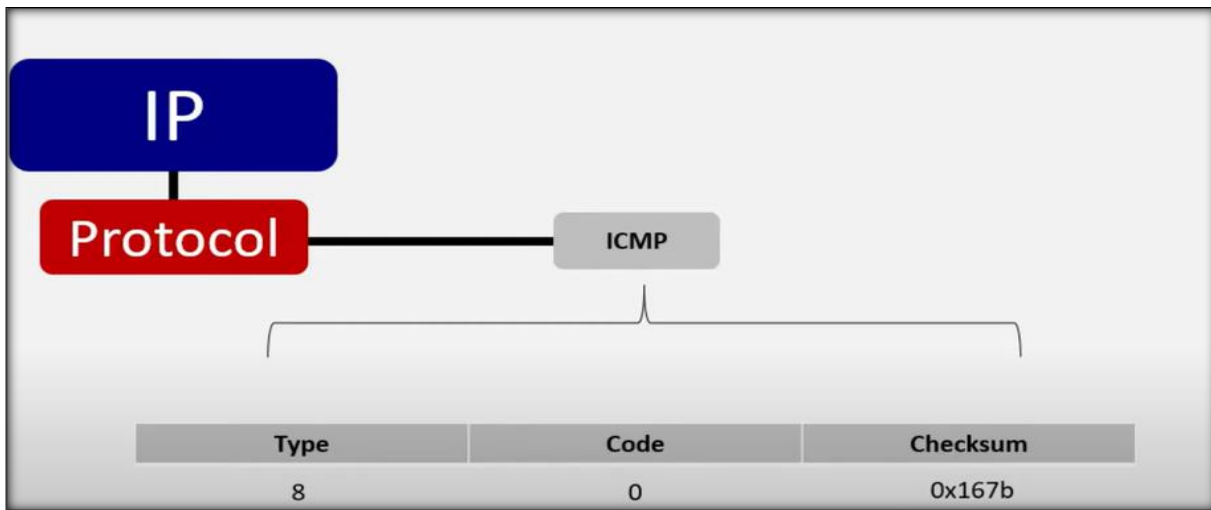 IP
Protocol
ICMP
Type Code Checksum
8 0 0x167b